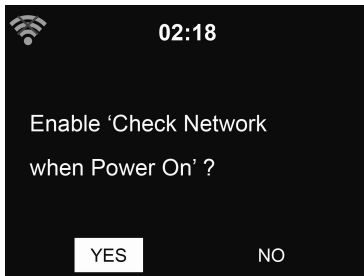 02:18
Enable ‘Check Network
when Power On’ ?
YES NO